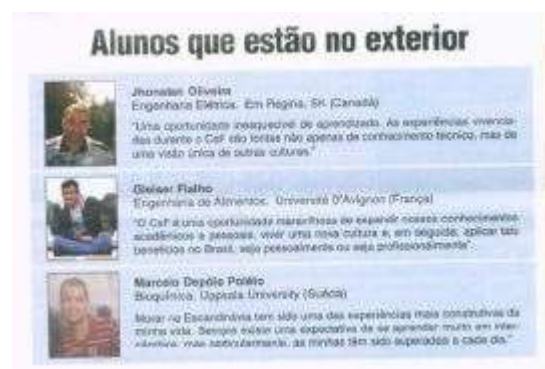 Alunos que estão no exterior
Jhonatan Oliveira
Engenharia Elétrica. Em Regina, SK (Canadá)
"Uma oportunidade inesquecível de aprendizado. As experiências vivencia-
das durante o CsF são fontes não apenas de conhecimento técnico, mas de
uma visão única de outras culturas."
Gleiser Fialho
Engenharia de Alimentos. Université D'Avignon (França)
"O CsF é uma oportunidade maravilhosa de expandir nossos conhecimentos
acadêmicos e pessoais, viver uma nova cultura e, em seguida, aplicar tais
benefícios no Brasil, seja pessoalmente ou seja profissionalmente".
Marcelo Depólo Polêto
Bioquímica. Uppsala University (Suécia)
Morar na Escandinávia tem sido uma das experiências mais construtivas da
minha vida. Sempre existe uma expectativa de se aprender muito em inter-
câmbios, mas particularmente, as minhas têm sido superadas a cada dia."